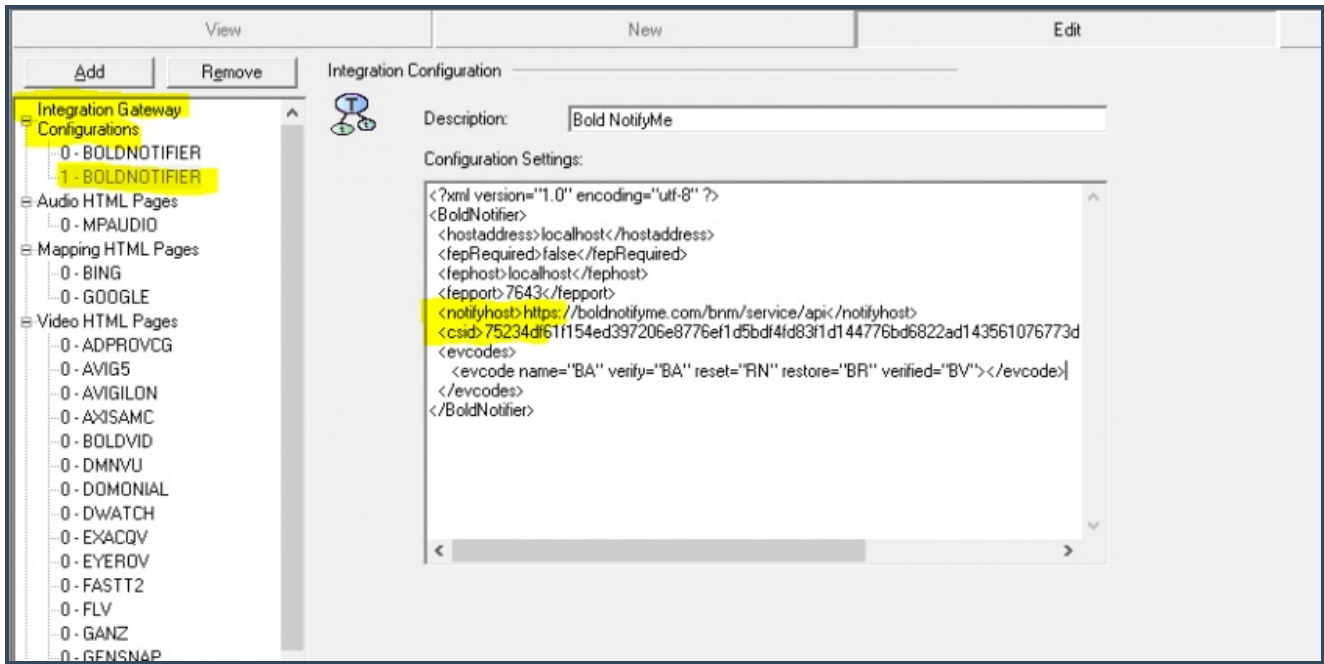 View New Edit
Add Remove
Integration Gateway
Configurations
0 - BOLDNOTIFIER
1 - BOLDNOTIFIER
Audio HTML Pages
0 - MPAUDIO
Mapping HTML Pages
0 - BING
0 - GOOGLE
Video HTML Pages
0 - ADPROVCG
0 - AVIG5
0 - AVIGILON
0 - AXISAMC
0 - BOLDVID
0 - DMNVU
0 - DOMONIAL
0 - DWATCH
0 - EXACQV
0 - EYEROV
0 - FASTT2
0 - FLV
0 - GANZ
0 - GENSNAP
Integration Configuration
Description: Bold NotifyMe
Configuration Settings:
<?xml version="1.0" encoding="utf-8" ?>
<BoldNotifier>
<hostaddress>localhost</hostaddress>
<fepRequired>false</fepRequired>
<fephost>localhost</fephost>
<fepport>7643</fepport>
<notifyhost>https://boldnotifyme.com/bnm/service/api</notifyhost>
<csid>75234df61f154ed397206e8776ef1d5bdf4fd83f1d144776bd6822ad143561076773d
<evcodes>
<evcode name="BA" verify="BA" reset="RN" restore="BR" verified="BV"></evcode>
</evcodes>
</BoldNotifier>